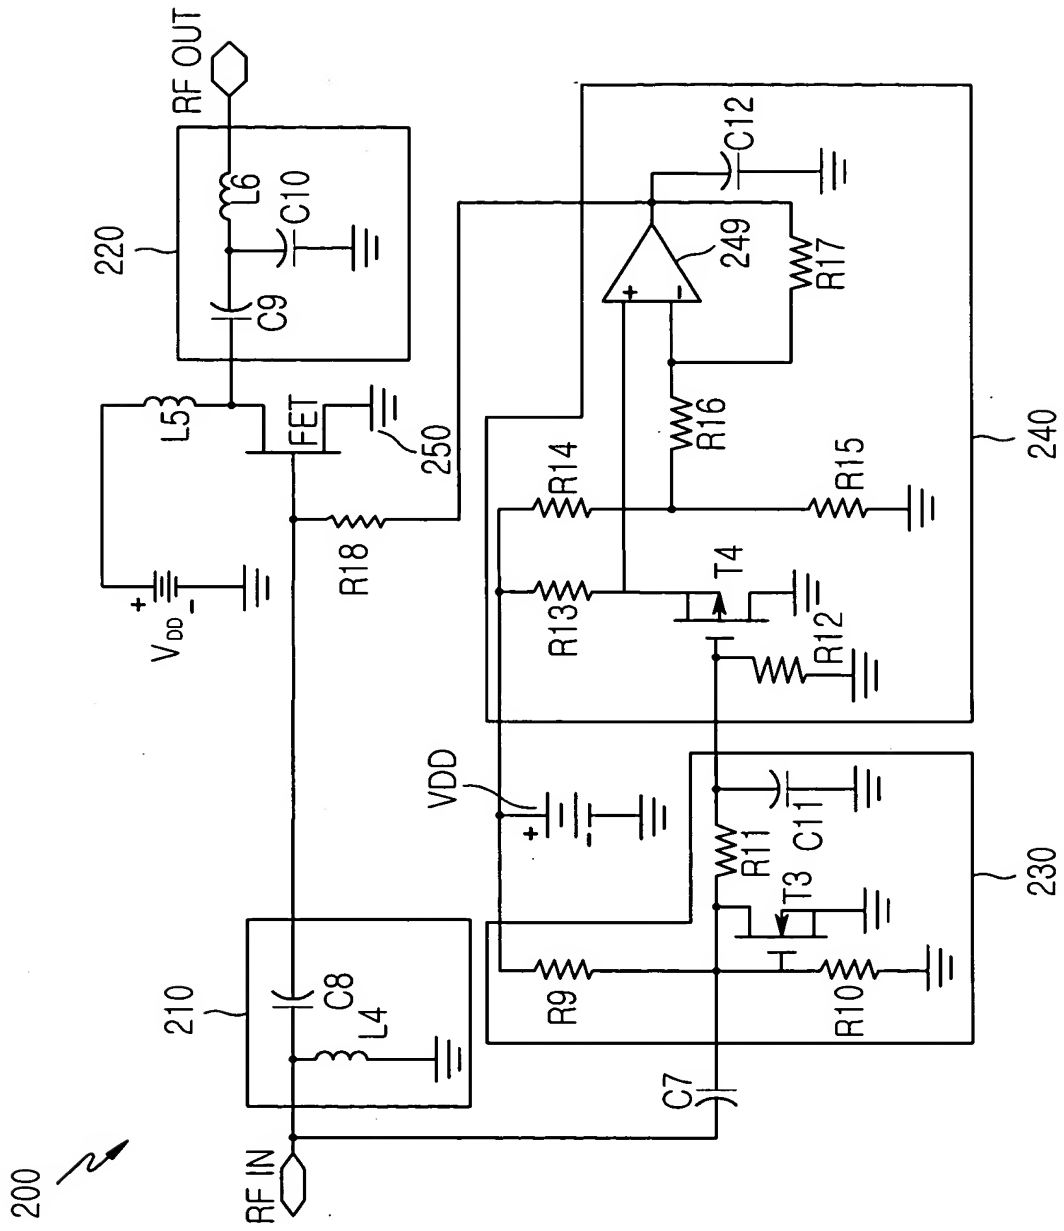 200
RF IN
210
C8
L4
C7
VDD
+
-
R18
L5
FET
250
220
C9
C10
L6
RF OUT
VDD
+
-
R9
R10
T3
R11
C11
230
R13
R14
T4
R12
R15
R16
+
-
249
R17
C12
240